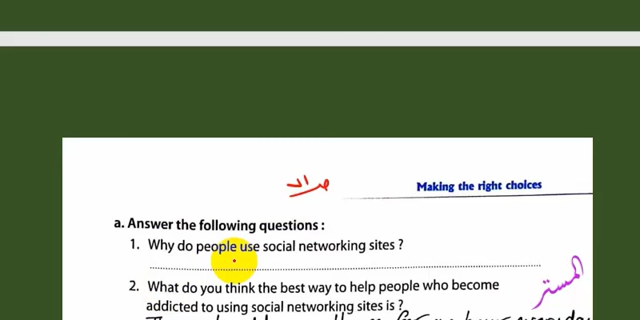 Making the right choices
a. Answer the following questions :
1. Why do people use social networking sites ?
2. What do you think the best way to help people who become
addicted to using social networking sites is ?
المستر